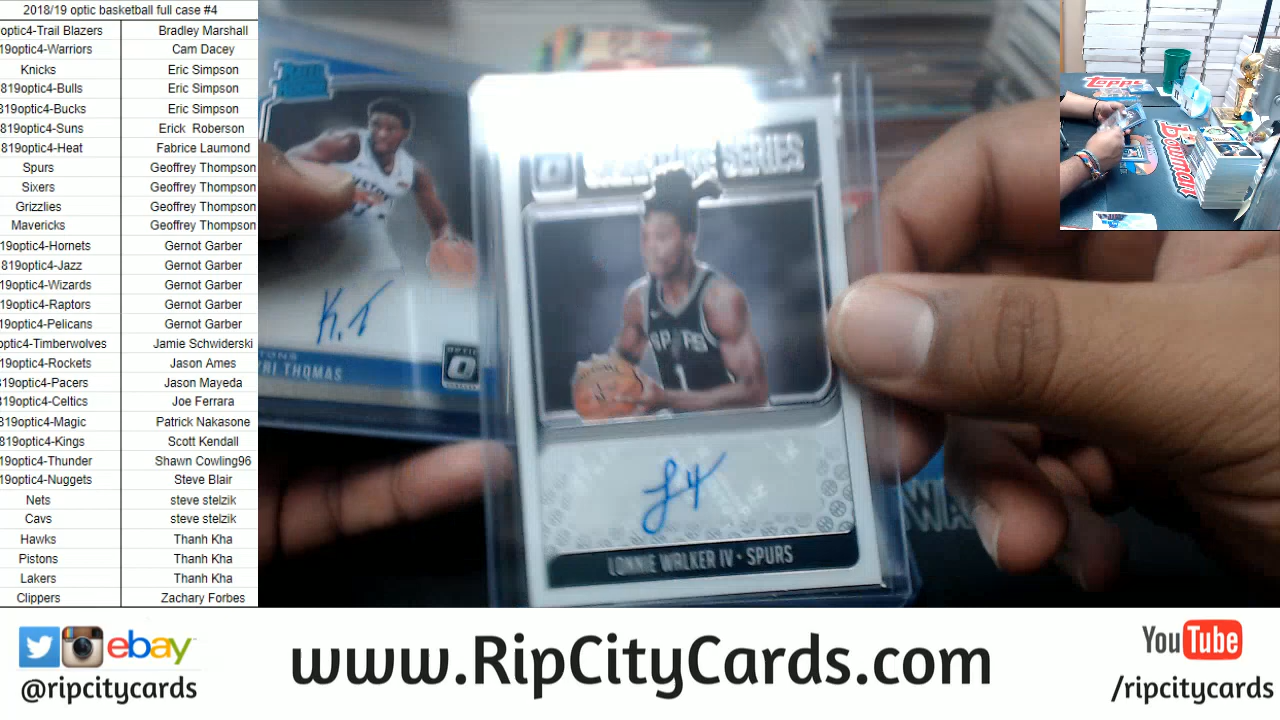 2018/19 optic basketball full case #4
optic4-Trail Blazers Bradley Marshall
19optic4-Warriors Cam Dacey
Knicks Eric Simpson
819optic4-Bulls Eric Simpson
19optic4-Bucks Eric Simpson
819optic4-Suns Erick Roberson
819optic4-Heat Fabrice Laumond
Spurs Geoffrey Thompson
Sixers Geoffrey Thompson
Grizzlies Geoffrey Thompson
Mavericks Geoffrey Thompson
19optic4-Hornets Gernot Garber
819optic4-Jazz Gernot Garber
19optic4-Wizards Gernot Garber
19optic4-Raptors Gernot Garber
19optic4-Pelicans Gernot Garber
optic4-Timberwolves Jamie Schwiderski
19optic4-Rockets Jason Ames
819optic4-Pacers Jason Mayeda
819optic4-Celtics Joe Ferrara
819optic4-Magic Patrick Nakasone
819optic4-Kings Scott Kendall
19optic4-Thunder Shawn Cowling96
19optic4-Nuggets Steve Blair
Nets steve stelzik
Cavs steve stelzik
Hawks Thanh Kha
Pistons Thanh Kha
Lakers Thanh Kha
Clippers Zachary Forbes
SERIES
SPURS
1
LONNIE WALKER IV • SPURS
K.T
TONS
RI THOMAS
OPTIC
Topps
Bowman
ebay
@ripcitycards
www.RipCityCards.com
YouTube
/ripcitycards